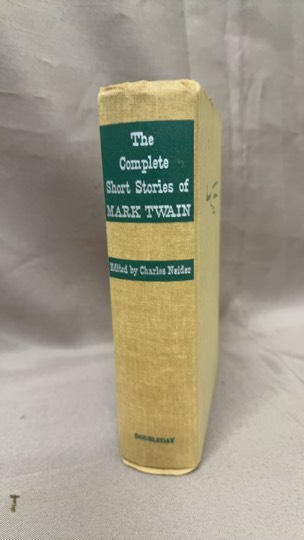 The
Complete
Short Stories of
MARK TWAIN
Edited by Charles Neider
DOUBLEDAY